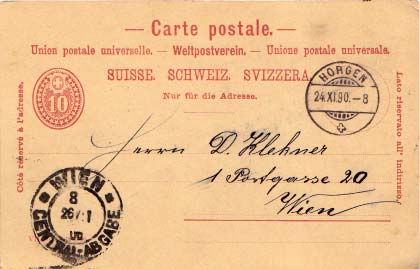 — Carte postale. —
Union postale universelle. — Weltpostverein. — Unione postale universale.
SUISSE. SCHWEIZ. SVIZZERA.
Nur für die Adresse.
10
Côté réservé à l'adresse.
Lato riservato all indirizzo.
HORGEN
24.XI.90.–8
Herrn D. Klehner
1 Postgasse 20
Wien
WIEN
8
CENTRAL-ABGABE